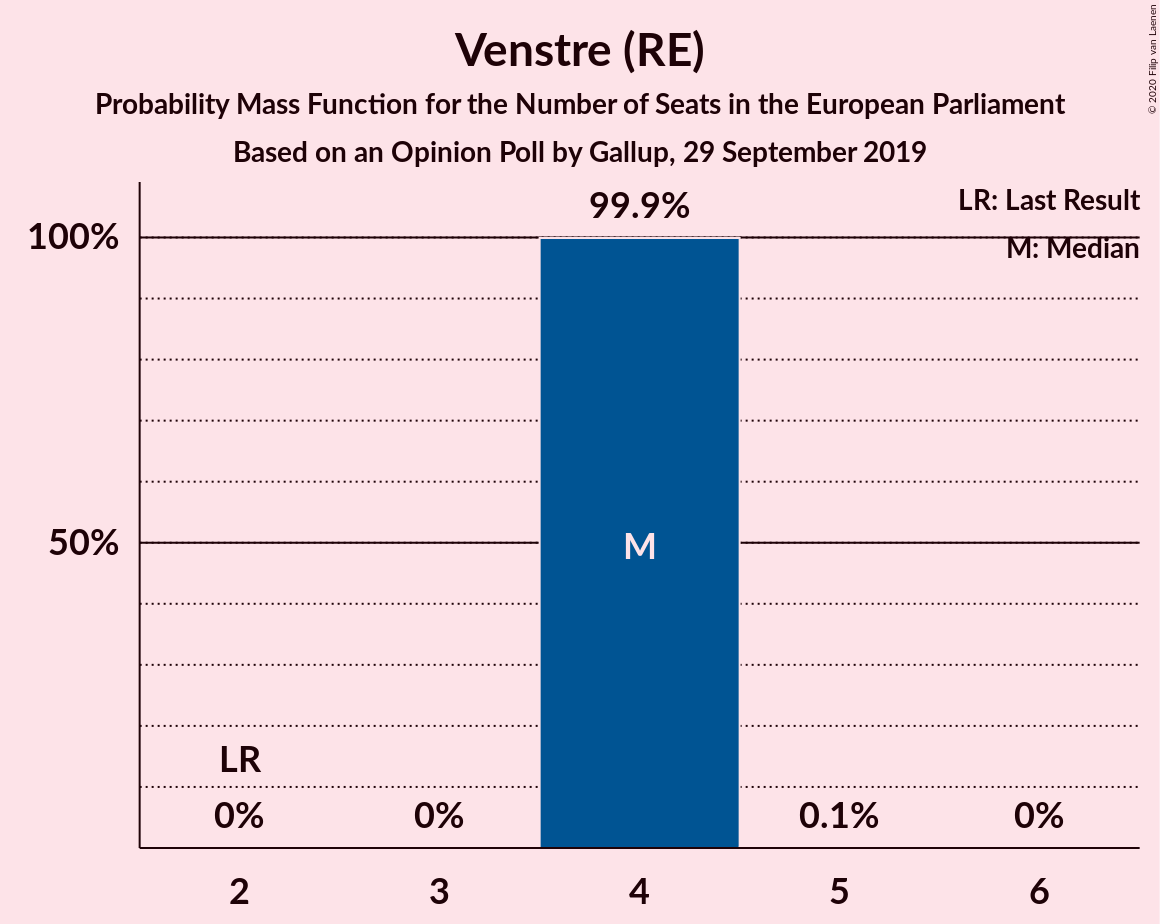 Venstre (RE)
Probability Mass Function for the Number of Seats in the European Parliament
Based on an Opinion Poll by Gallup, 29 September 2019
© 2020 Filip van Laenen
LR: Last Result
M: Median
99.9%
100%
50%
M
LR
0%
0%
0.1%
0%
2
3
4
5
6